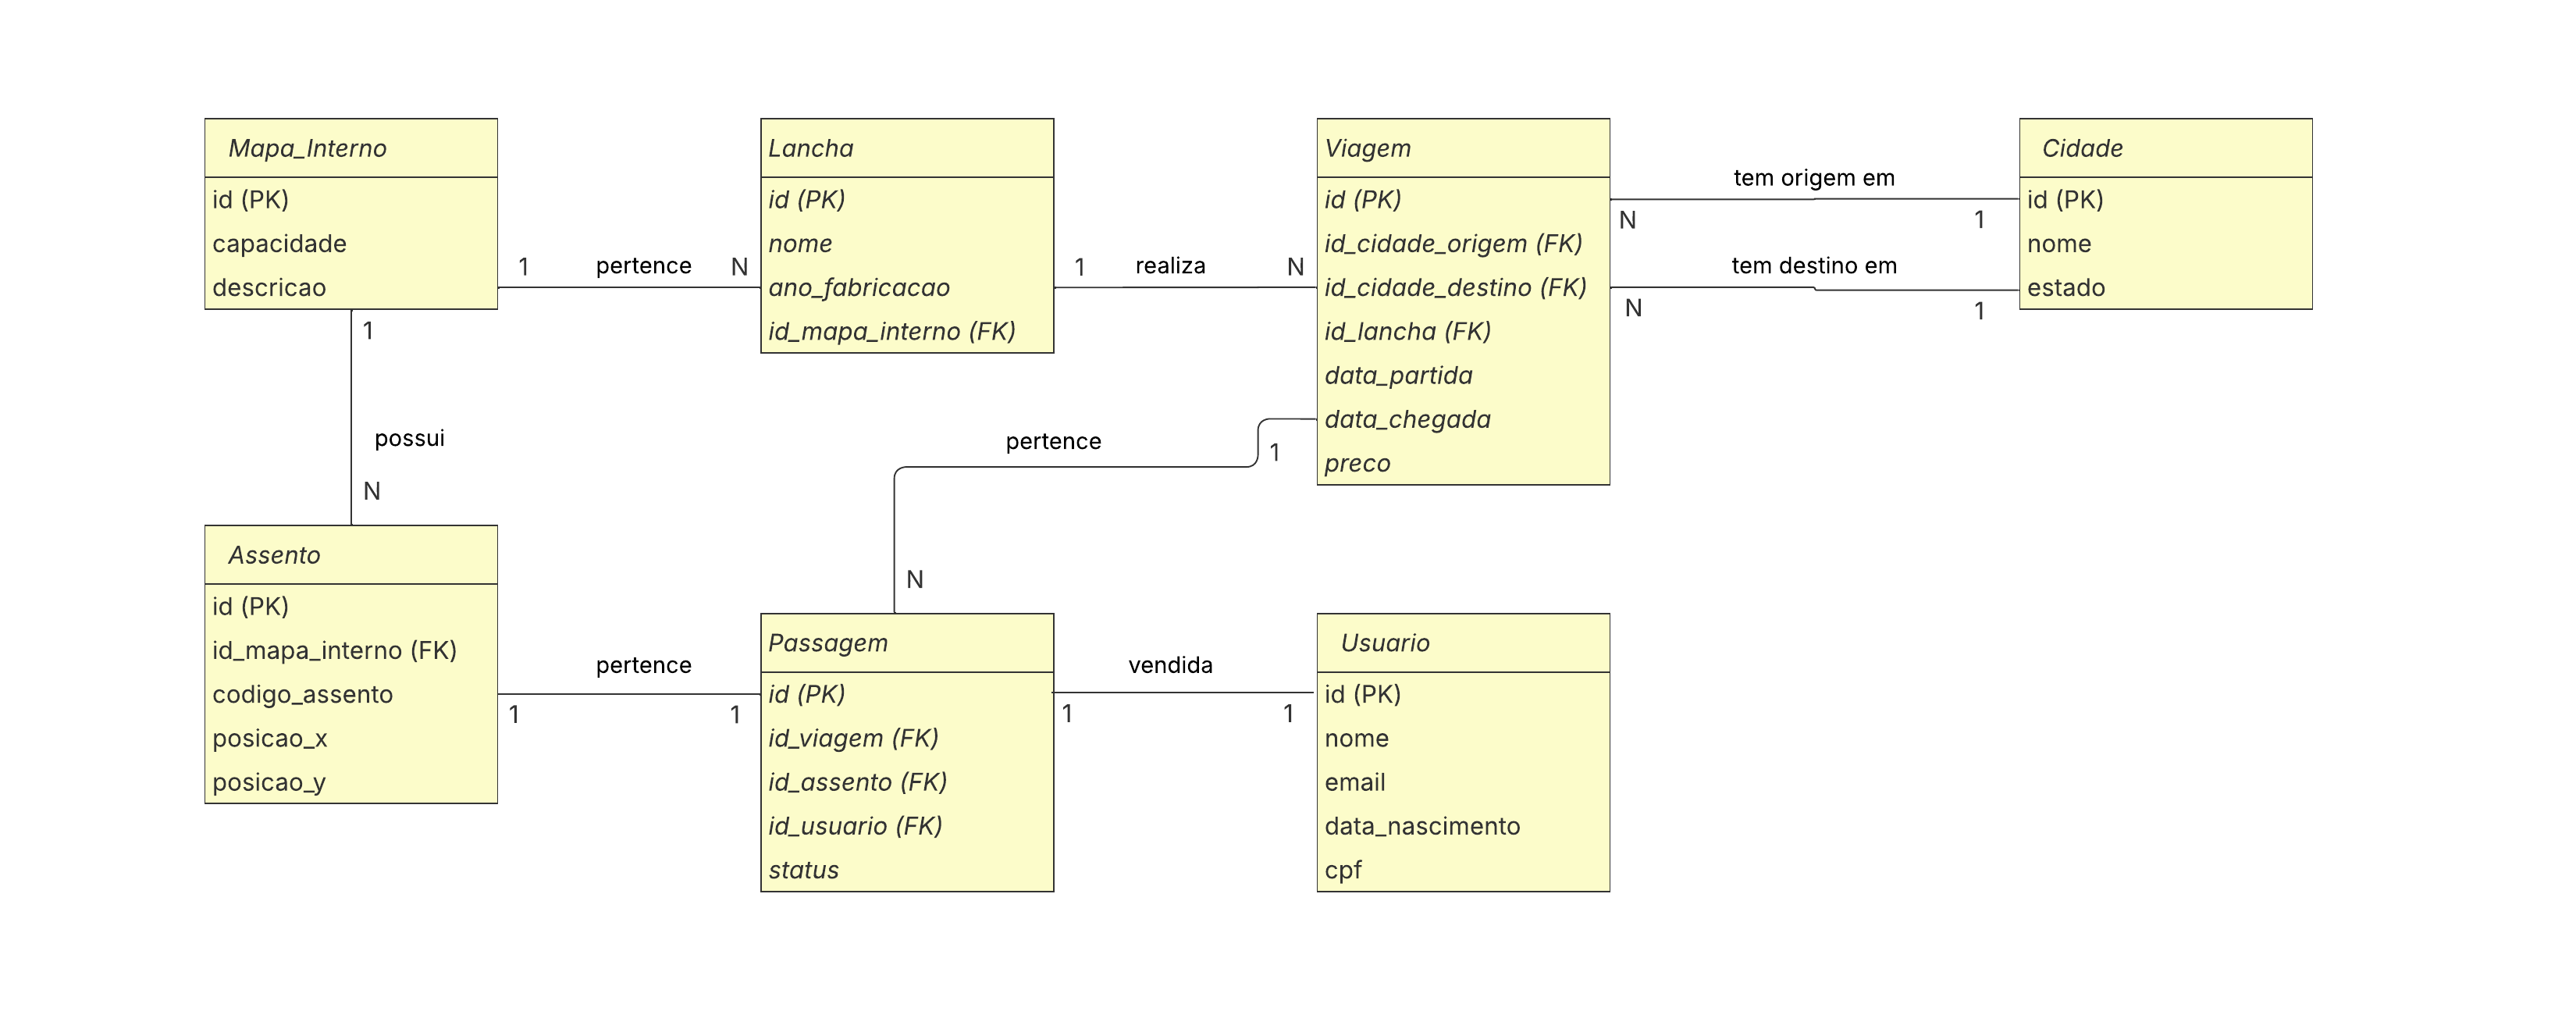 Mapa_Interno
id (PK)
capacidade
descricao
1
pertence
N
Lancha
id (PK)
nome
ano_fabricacao
id_mapa_interno (FK)
1
realiza
N
Viagem
id (PK)
id_cidade_origem (FK)
id_cidade_destino (FK)
id_lancha (FK)
data_partida
data_chegada
preco
tem origem em
N
1
tem destino em
N
1
Cidade
id (PK)
nome
estado
1
possui
N
pertence
1
N
Assento
id (PK)
id_mapa_interno (FK)
codigo_assento
posicao_x
posicao_y
pertence
1
1
Passagem
id (PK)
id_viagem (FK)
id_assento (FK)
id_usuario (FK)
status
vendida
1
1
Usuario
id (PK)
nome
email
data_nascimento
cpf